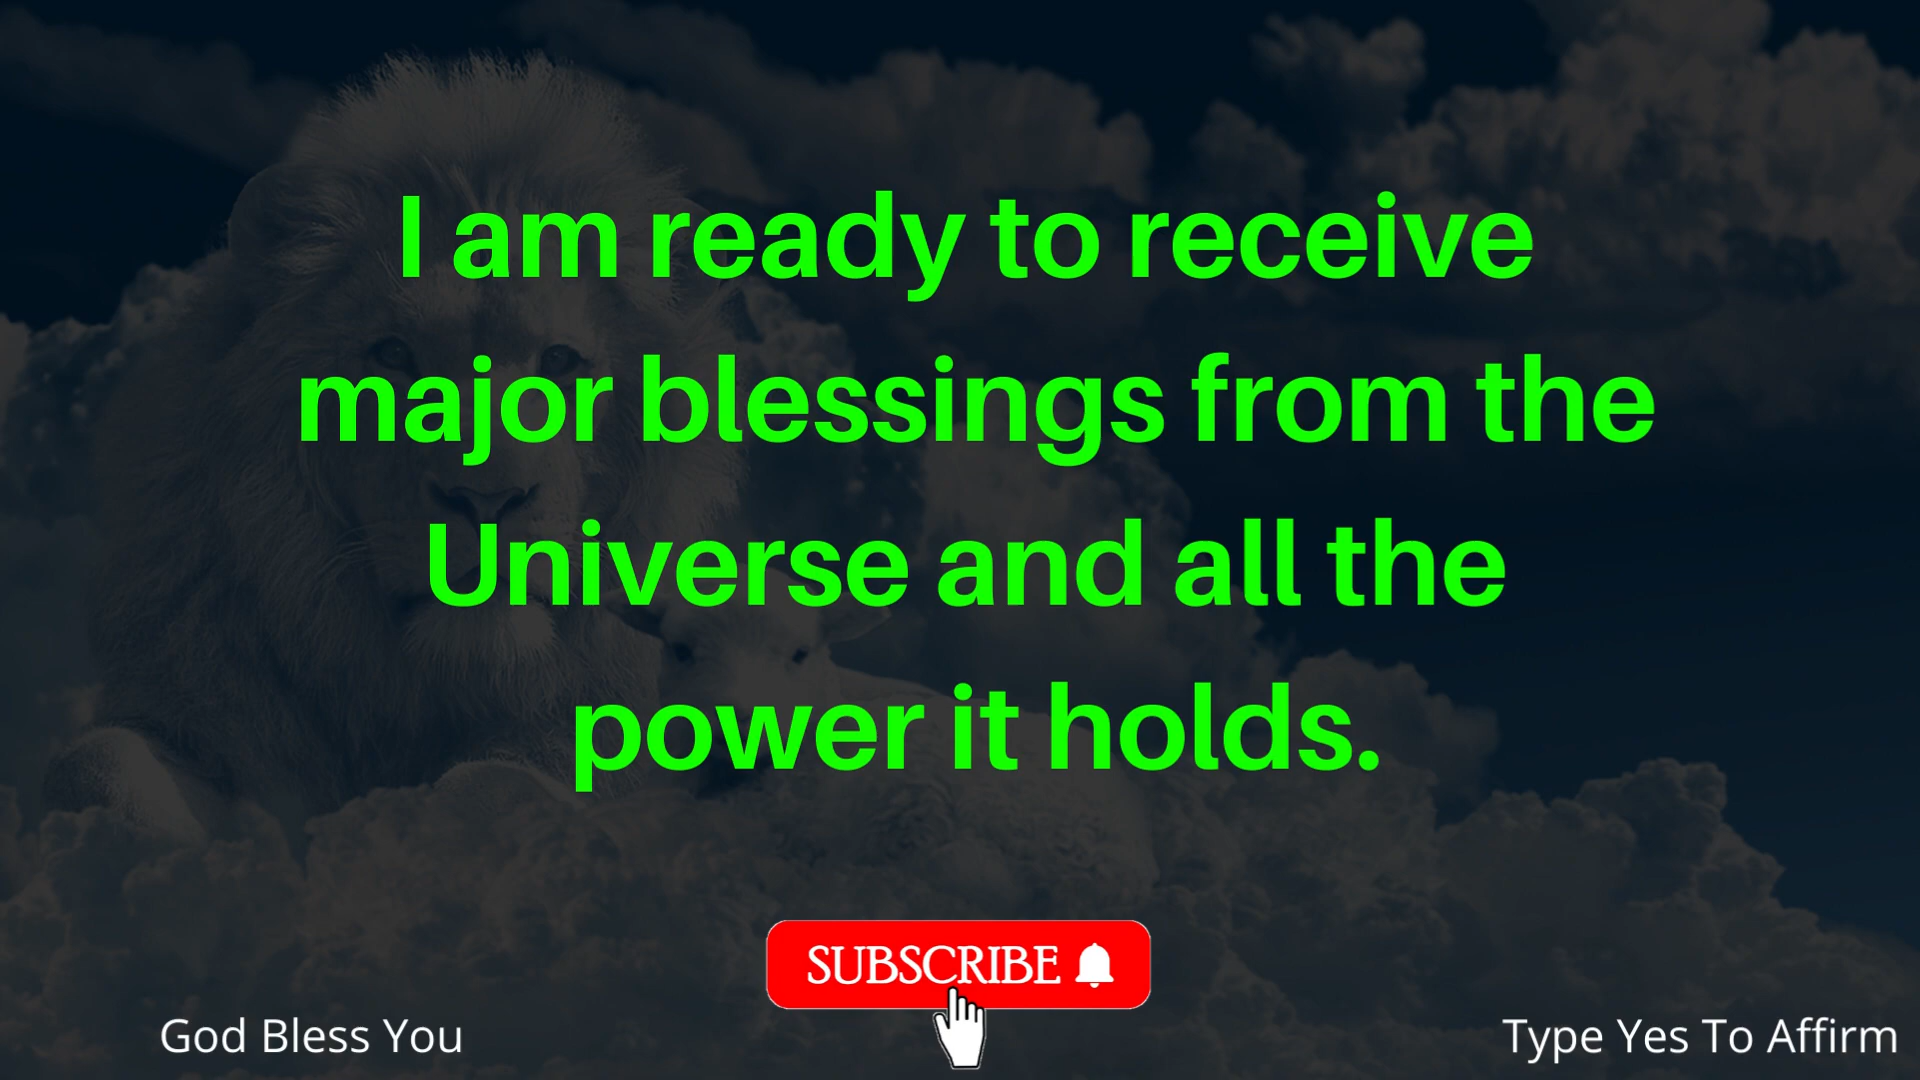 I am ready to receive
major blessings from the
Universe and all the
power it holds.
SUBSCRIBE
God Bless You
Type Yes To Affirm